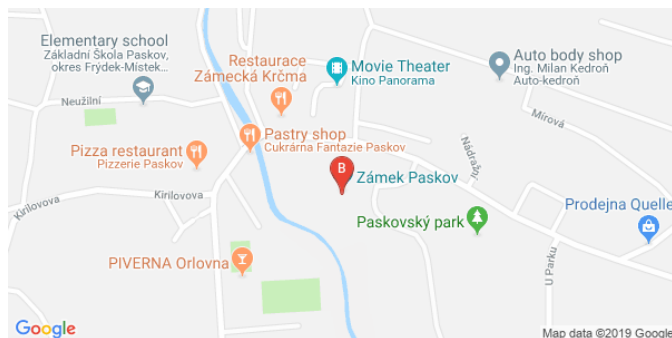 Elementary school
Základní Škola Paskov,
okres Frýdek-Místek...
Restaurace
Zámecká Krčma
Movie Theater
Kino Panorama
Auto body shop
Ing. Milan Kedroň
Auto-kedroň
Neužilní
Mírová
Pastry shop
Cukrárna Fantazie Paskov
Pizza restaurant
Pizzerie Paskov
Nádražní
B
Zámek Paskov
Kirilovova
Kirilovova
Paskovský park
Prodejna Quelle
PIVERNA Orlovna
U Parku
Google
Map data ©2019 Google